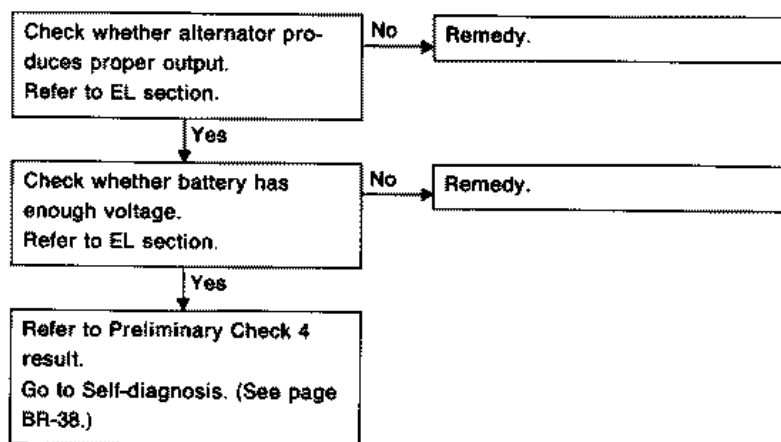 Check whether alternator pro-
duces proper output.
Refer to EL section.
No
Remedy.
Yes
Check whether battery has
enough voltage.
Refer to EL section.
No
Remedy.
Yes
Refer to Preliminary Check 4
result.
Go to Self-diagnosis. (See page
BR-38.)